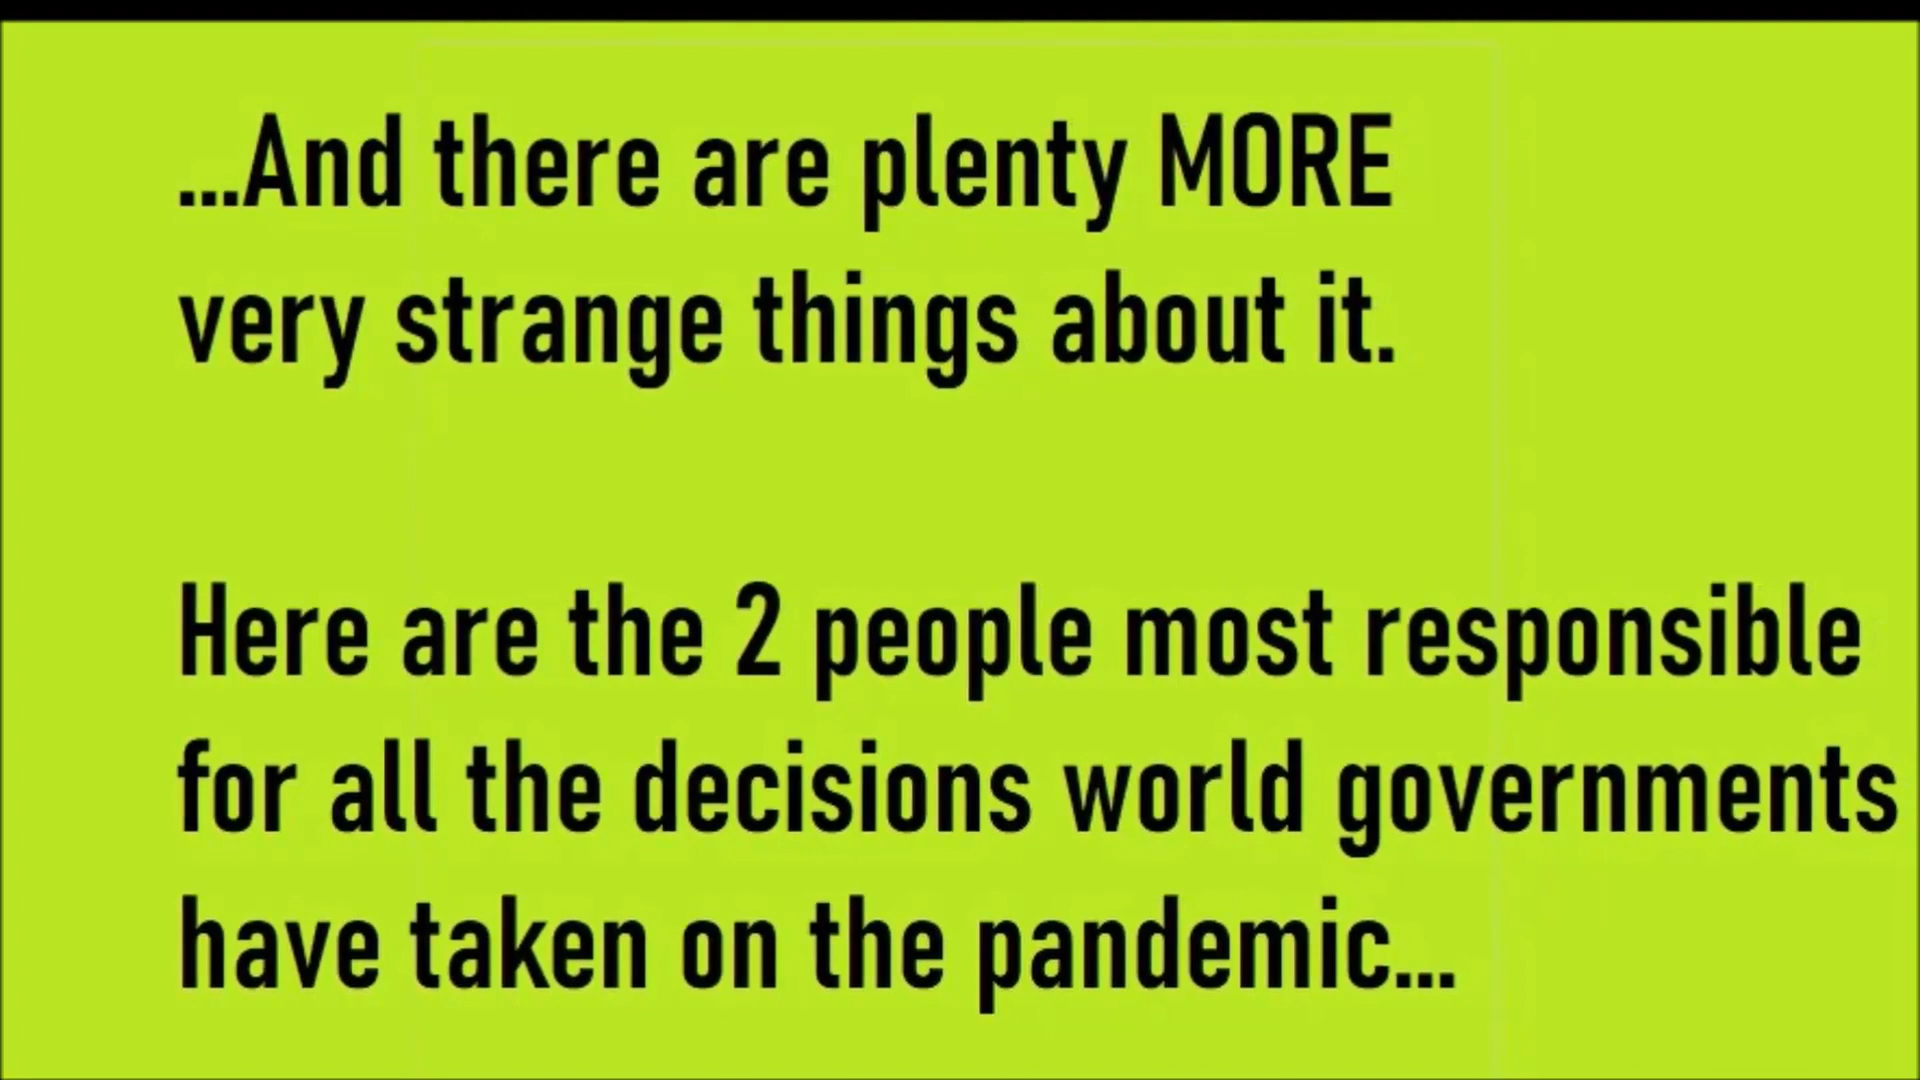 ...And there are plenty MORE
very strange things about it.
Here are the 2 people most responsible
for all the decisions world governments
have taken on the pandemic...